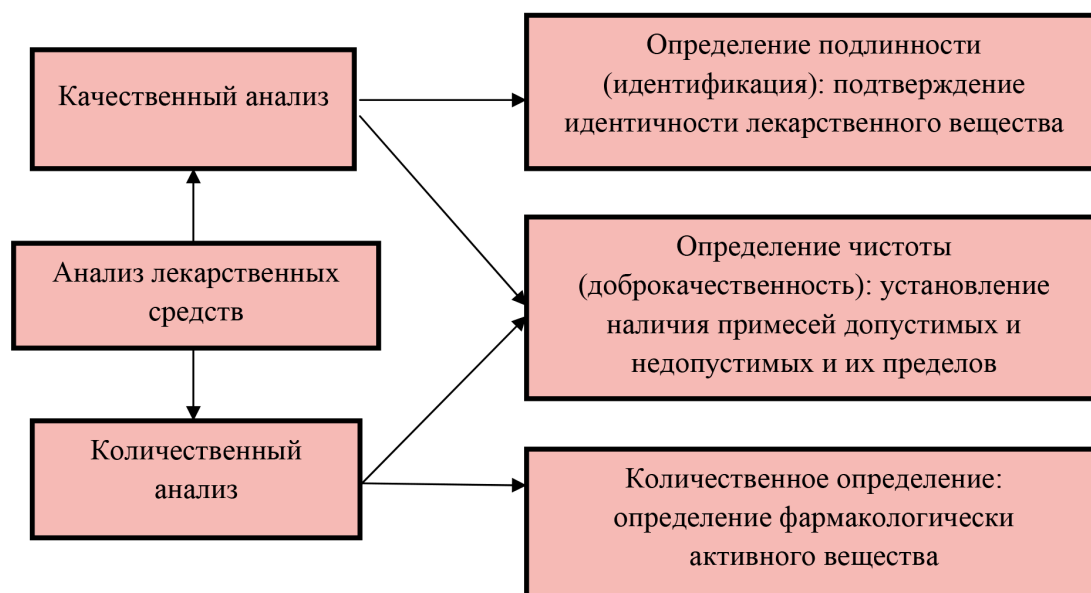 Качественный анализ
Определение подлинности
(идентификация): подтверждение
идентичности лекарственного вещества
Анализ лекарственных
средств
Определение чистоты
(доброкачественность): установление
наличия примесей допустимых и
недопустимых и их пределов
Количественный
анализ
Количественное определение:
определение фармакологически
активного вещества